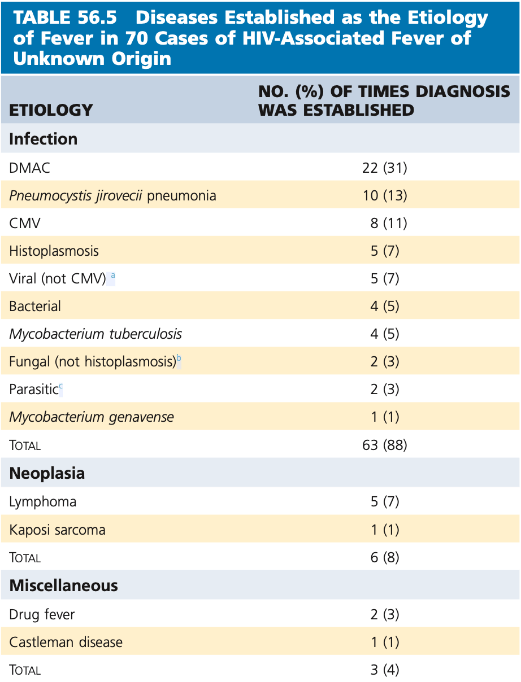 TABLE 56.5 Diseases Established as the Etiology
of Fever in 70 Cases of HIV-Associated Fever of
Unknown Origin
NO. (%) OF TIMES DIAGNOSIS
ETIOLOGY WAS ESTABLISHED
Infection
DMAC 22 (31)
Pneumocystis jirovecii pneumonia 10 (13)
CMV 8 (11)
Histoplasmosis 5 (7)
Viral (not CMV) a 5 (7)
Bacterial 4 (5)
Mycobacterium tuberculosis 4 (5)
Fungal (not histoplasmosis)b 2 (3)
Parasiticc 2 (3)
Mycobacterium genavense 1 (1)
TOTAL 63 (88)
Neoplasia
Lymphoma 5 (7)
Kaposi sarcoma 1 (1)
TOTAL 6 (8)
Miscellaneous
Drug fever 2 (3)
Castleman disease 1 (1)
TOTAL 3 (4)